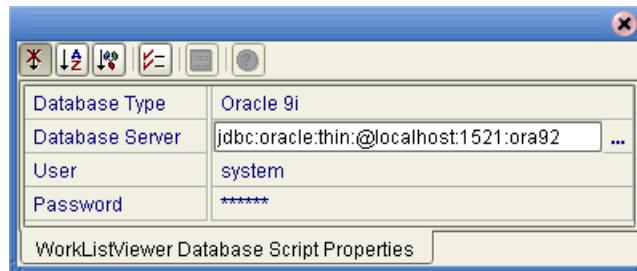 Database Type Oracle 9i
Database Server jdbc:oracle:thin:@localhost:1521:ora92 ...
User system
Password ******
WorkListViewer Database Script Properties